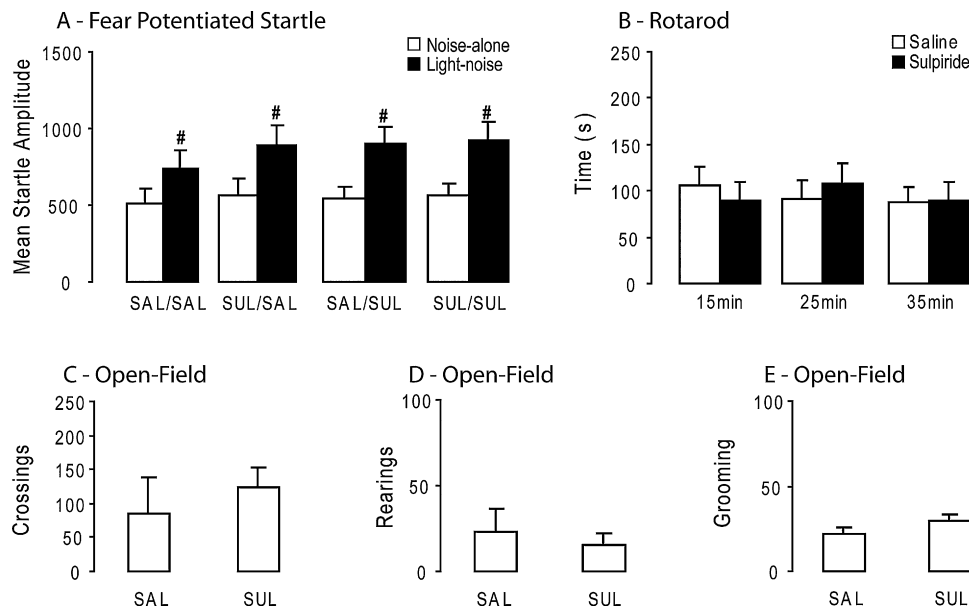 A - Fear Potentiated Startle
Noise-alone
Light-noise
Mean Startle Amplitude
1500
1000
500
0
#
#
#
#
SAL/SAL
SUL/SAL
SAL/SUL
SUL/SUL
B - Rotarod
Saline
Sulpiride
Time (s)
250
200
150
100
50
0
15min
25min
35min
C - Open-Field
Crossings
250
200
150
100
50
0
SAL
SUL
D - Open-Field
Rearings
100
50
0
SAL
SUL
E - Open-Field
Grooming
100
50
0
SAL
SUL